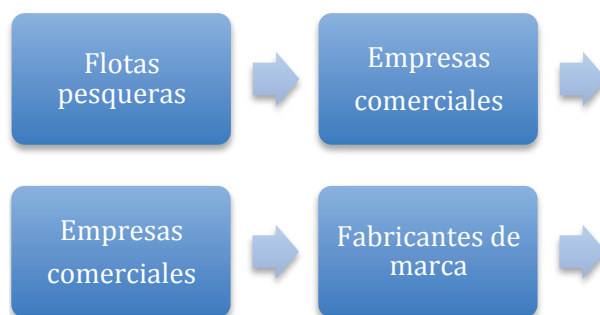 Flotas
pesqueras
Empresas
comerciales
Empresas
comerciales
Fabricantes de
marca